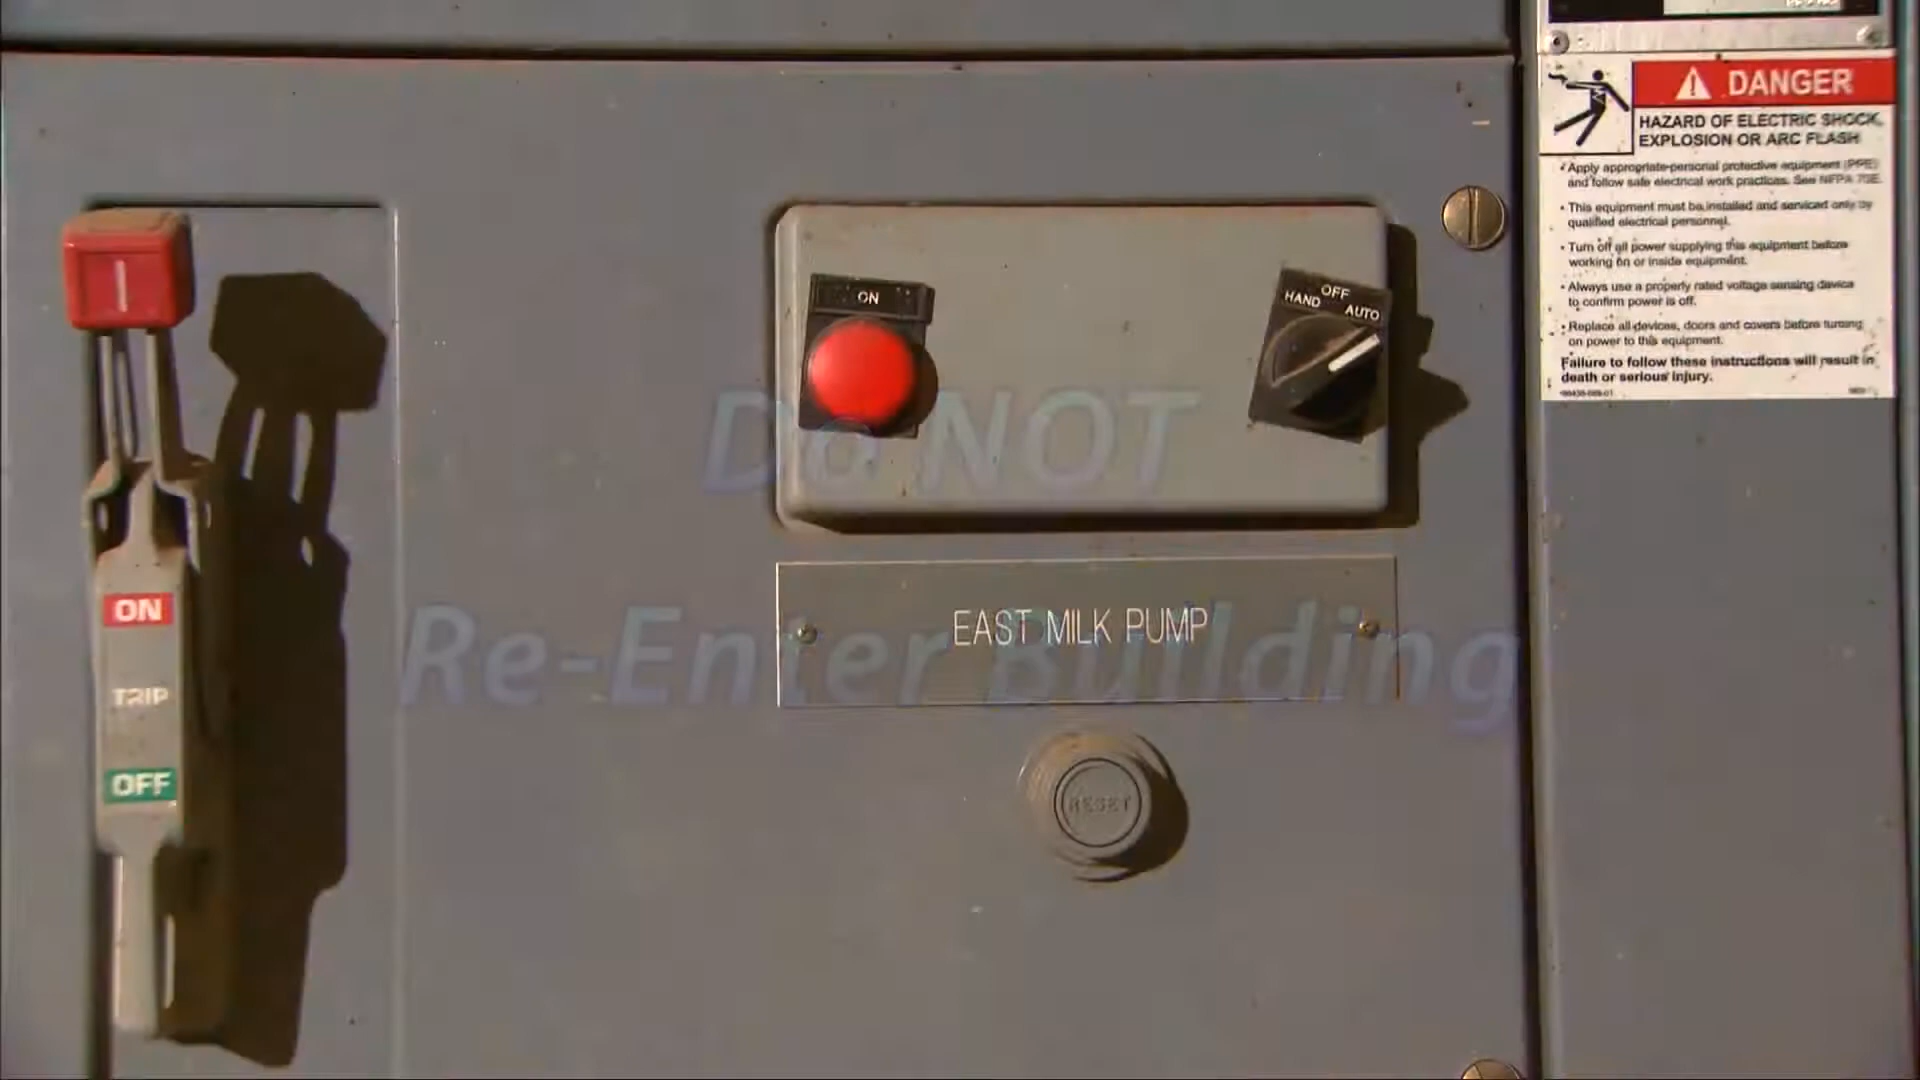 DANGER
HAZARD OF ELECTRIC SHOCK,
EXPLOSION OR ARC FLASH
• Apply appropriate personal protective equipment (PPE)
and follow safe electrical work practices. See NFPA 70E.
• This equipment must be installed and serviced only by
qualified electrical personnel.
• Turn off all power supplying this equipment before
working on or inside equipment.
• Always use a properly rated voltage sensing device
to confirm power is off.
• Replace all devices, doors and covers before turning
on power to this equipment.
Failure to follow these instructions will result in
death or serious injury.
ON
OFF
HAND
AUTO
Do NOT
Re-Enter Building
EAST MILK PUMP
RESET
ON
TRIP
OFF